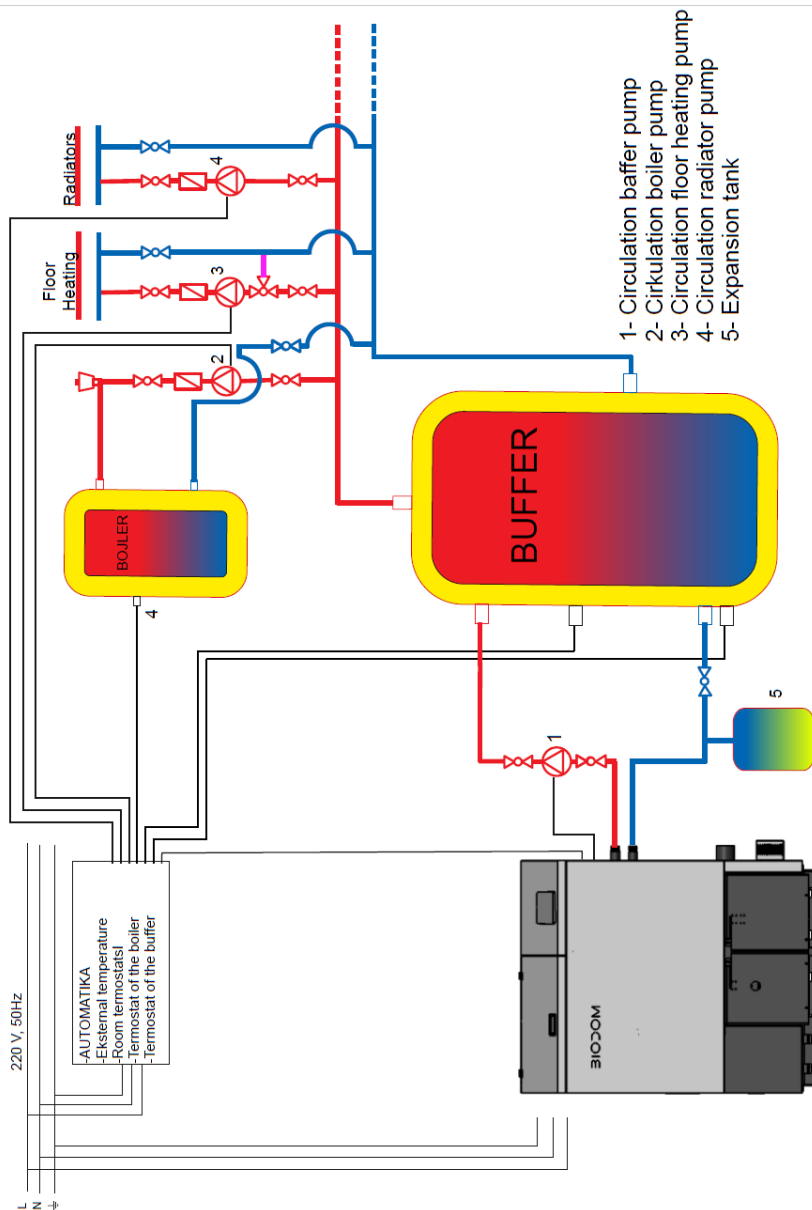 220 V, 50Hz
L
N
-AUTOMATIKA
-Eksternal temperature
-Room termostatsI
-Termostat of the boiler
-Termostat of the buffer
Radiators
Floor
Heating
4
3
2
BOJLER
4
BUFFER
1
5
BIODOM
1- Circulation baffer pump
2- Cirkulation boiler pump
3- Circulation floor heating pump
4- Circulation radiator pump
5- Expansion tank